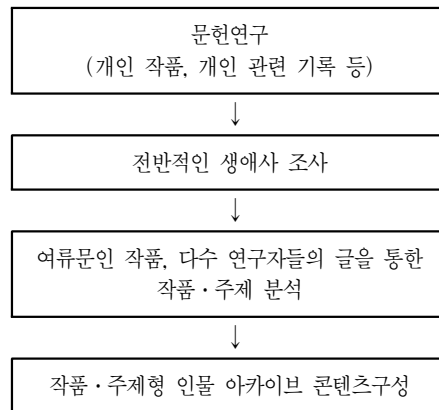 문헌연구
(개인 작품, 개인 관련 기록 등)
↓
전반적인 생애사 조사
↓
여류문인 작품, 다수 연구자들의 글을 통한
작품·주제 분석
↓
작품·주제형 인물 아카이브 콘텐츠구성